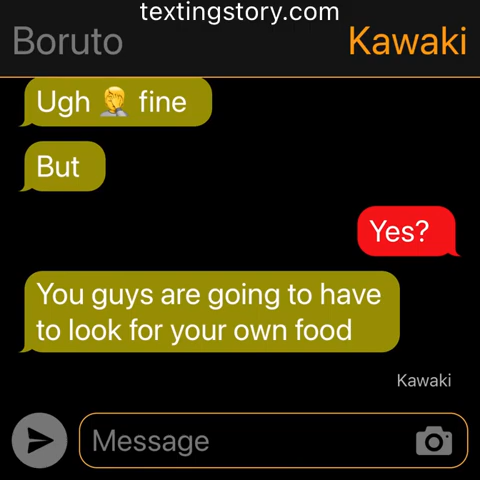 textingstory.com
Boruto
Kawaki
Ugh 🤦 fine
But
Yes?
You guys are going to have
to look for your own food
Kawaki
Message